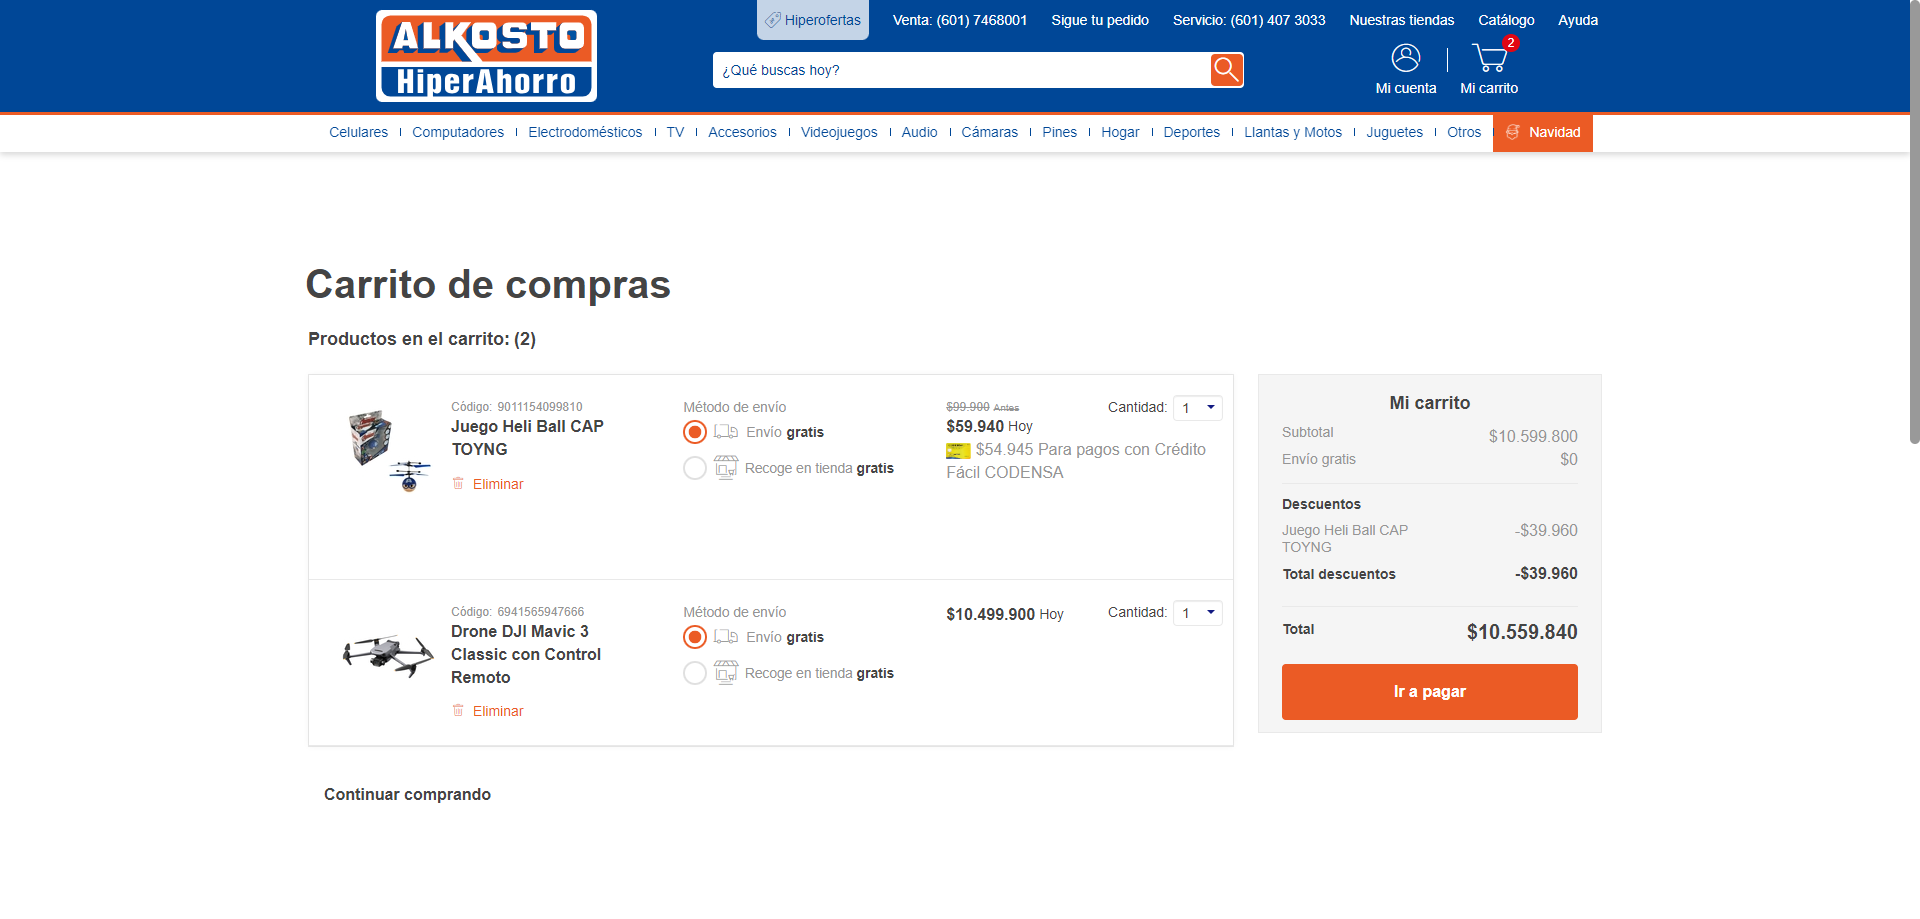 Hiperofertas
Venta: (601) 7468001
Sigue tu pedido
Servicio: (601) 407 3033
Nuestras tiendas
Catálogo
Ayuda
ALKOSTO
HiperAhorro
¿Qué buscas hoy?
Mi cuenta
2
Mi carrito
Celulares
Computadores
Electrodomésticos
TV
Accesorios
Videojuegos
Audio
Cámaras
Pines
Hogar
Deportes
Llantas y Motos
Juguetes
Otros
Navidad
Carrito de compras
Productos en el carrito: (2)
Código: 9011154099810
Juego Heli Ball CAP
TOYNG
Eliminar
Método de envío
Envío gratis
Recoge en tienda gratis
$99.900 Antes
$59.940 Hoy
$54.945 Para pagos con Crédito
Fácil CODENSA
Cantidad: 1
Código: 6941565947666
Drone DJI Mavic 3
Classic con Control
Remoto
Eliminar
Método de envío
Envío gratis
Recoge en tienda gratis
$10.499.900 Hoy
Cantidad: 1
Mi carrito
Subtotal $10.599.800
Envío gratis $0
Descuentos
Juego Heli Ball CAP -$39.960
TOYNG
Total descuentos -$39.960
Total $10.559.840
Ir a pagar
Continuar comprando